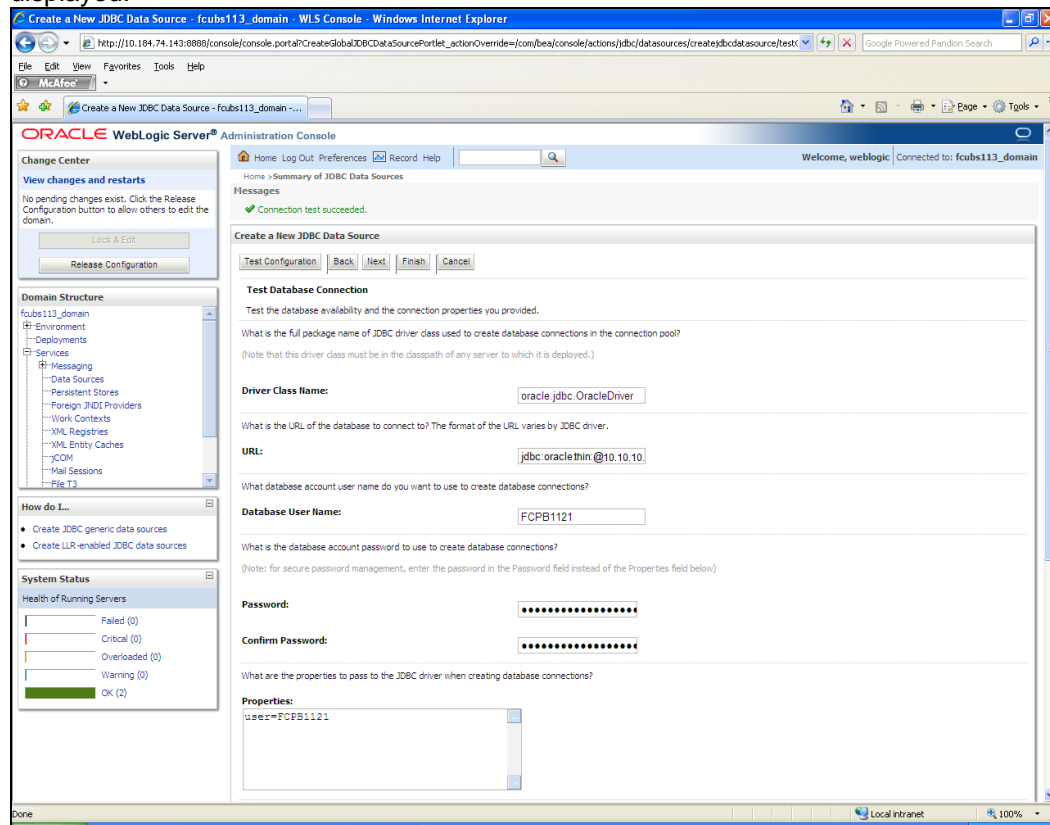 displayed.
Create a New JDBC Data Source - fcubs113_domain - WLS Console - Windows Internet Explorer
http://10.184.74.143:8888/console/console.portal?CreateGlobalJDBCDataSourcePortlet_actionOverride=/com/bea/console/actions/jdbc/datasources/createjdbcdatasource/test
Google Powered Pandion Search
File Edit View Favorites Tools Help
McAfee
Create a New JDBC Data Source - fcubs113_domain -...
Page Tools
ORACLE WebLogic Server® Administration Console
Change Center
View changes and restarts
No pending changes exist. Click the Release
Configuration button to allow others to edit the
domain.
Lock & Edit
Release Configuration
Domain Structure
fcubs113_domain
Environment
Deployments
Services
Messaging
Data Sources
Persistent Stores
Foreign JNDI Providers
Work Contexts
XML Registries
XML Entity Caches
jCOM
Mail Sessions
File T3
How do I...
Create JDBC generic data sources
Create LLR-enabled JDBC data sources
System Status
Health of Running Servers
Failed (0)
Critical (0)
Overloaded (0)
Warning (0)
OK (2)
Home Log Out Preferences Record Help
Welcome, weblogic Connected to: fcubs113_domain
Home >Summary of JDBC Data Sources
Messages
Connection test succeeded.
Create a New JDBC Data Source
Test Configuration Back Next Finish Cancel
Test Database Connection
Test the database availability and the connection properties you provided.
What is the full package name of JDBC driver class used to create database connections in the connection pool?
(Note that this driver class must be in the classpath of any server to which it is deployed.)
Driver Class Name: oracle.jdbc.OracleDriver
What is the URL of the database to connect to? The format of the URL varies by JDBC driver.
URL: jdbc:oracle:thin:@10.10.10.
What database account user name do you want to use to create database connections?
Database User Name: FCPB1121
What is the database account password to use to create database connections?
(Note: for secure password management, enter the password in the Password field instead of the Properties field below)
Password:
Confirm Password:
What are the properties to pass to the JDBC driver when creating database connections?
Properties:
user=FCPB1121
Done
Local intranet
100%